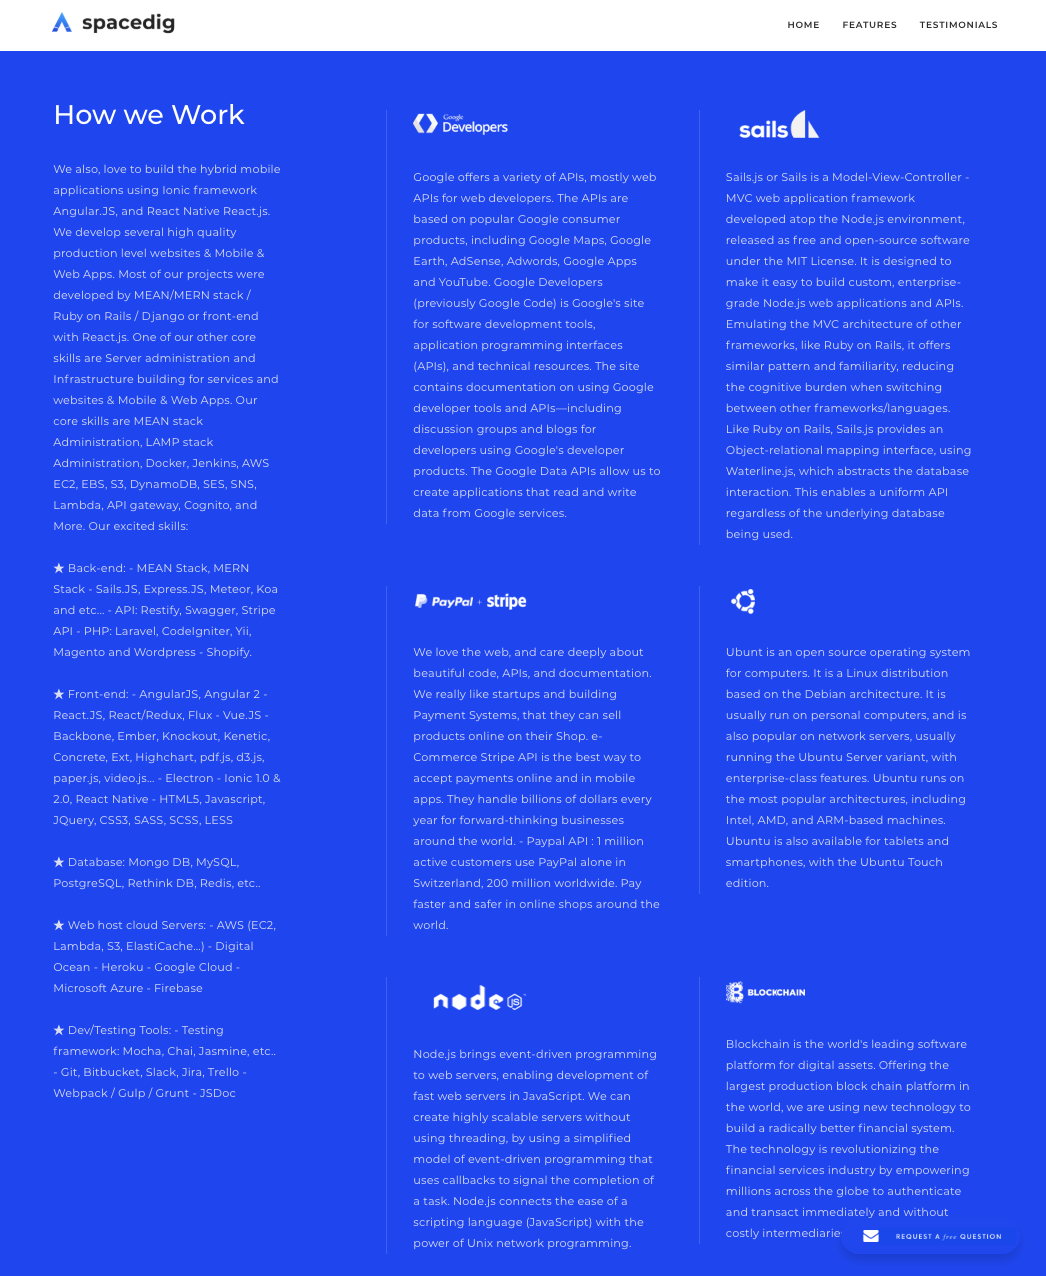 spacedig
HOME FEATURES TESTIMONIALS
How we Work
We also, love to build the hybrid mobile
applications using Ionic framework
Angular.JS, and React Native React.js.
We develop several high quality
production level websites & Mobile &
Web Apps. Most of our projects were
developed by MEAN/MERN stack /
Ruby on Rails / Django or front-end
with React.js. One of our other core
skills are Server administration and
Infrastructure building for services and
websites & Mobile & Web Apps. Our
core skills are MEAN stack
Administration, LAMP stack
Administration, Docker, Jenkins, AWS
EC2, EBS, S3, DynamoDB, SES, SNS,
Lambda, API gateway, Cognito, and
More. Our excited skills:
★ Back-end: - MEAN Stack, MERN
Stack - Sails.JS, Express.JS, Meteor, Koa
and etc... - API: Restify, Swagger, Stripe
API - PHP: Laravel, CodeIgniter, Yii,
Magento and Wordpress - Shopify.
★ Front-end: - AngularJS, Angular 2 -
React.JS, React/Redux, Flux - Vue.JS -
Backbone, Ember, Knockout, Kenetic,
Concrete, Ext, Highchart, pdf.js, d3.js,
paper.js, video.js... - Electron - Ionic 1.0 &
2.0, React Native - HTML5, Javascript,
JQuery, CSS3, SASS, SCSS, LESS
★ Database: Mongo DB, MySQL,
PostgreSQL, Rethink DB, Redis, etc..
★ Web host cloud Servers: - AWS (EC2,
Lambda, S3, ElastiCache...) - Digital
Ocean - Heroku - Google Cloud -
Microsoft Azure - Firebase
★ Dev/Testing Tools: - Testing
framework: Mocha, Chai, Jasmine, etc..
- Git, Bitbucket, Slack, Jira, Trello -
Webpack / Gulp / Grunt - JSDoc
Google
Developers
Google offers a variety of APIs, mostly web
APIs for web developers. The APIs are
based on popular Google consumer
products, including Google Maps, Google
Earth, AdSense, Adwords, Google Apps
and YouTube. Google Developers
(previously Google Code) is Google's site
for software development tools,
application programming interfaces
(APIs), and technical resources. The site
contains documentation on using Google
developer tools and APIs—including
discussion groups and blogs for
developers using Google's developer
products. The Google Data APIs allow us to
create applications that read and write
data from Google services.
sails
Sails.js or Sails is a Model-View-Controller -
MVC web application framework
developed atop the Node.js environment,
released as free and open-source software
under the MIT License. It is designed to
make it easy to build custom, enterprise-
grade Node.js web applications and APIs.
Emulating the MVC architecture of other
frameworks, like Ruby on Rails, it offers
similar pattern and familiarity, reducing
the cognitive burden when switching
between other frameworks/languages.
Like Ruby on Rails, Sails.js provides an
Object-relational mapping interface, using
Waterline.js, which abstracts the database
interaction. This enables a uniform API
regardless of the underlying database
being used.
PayPal + stripe
We love the web, and care deeply about
beautiful code, APIs, and documentation.
We really like startups and building
Payment Systems, that they can sell
products online on their Shop. e-
Commerce Stripe API is the best way to
accept payments online and in mobile
apps. They handle billions of dollars every
year for forward-thinking businesses
around the world. - Paypal API : 1 million
active customers use PayPal alone in
Switzerland, 200 million worldwide. Pay
faster and safer in online shops around the
world.
Ubunt is an open source operating system
for computers. It is a Linux distribution
based on the Debian architecture. It is
usually run on personal computers, and is
also popular on network servers, usually
running the Ubuntu Server variant, with
enterprise-class features. Ubuntu runs on
the most popular architectures, including
Intel, AMD, and ARM-based machines.
Ubuntu is also available for tablets and
smartphones, with the Ubuntu Touch
edition.
node JS
Node.js brings event-driven programming
to web servers, enabling development of
fast web servers in JavaScript. We can
create highly scalable servers without
using threading, by using a simplified
model of event-driven programming that
uses callbacks to signal the completion of
a task. Node.js connects the ease of a
scripting language (JavaScript) with the
power of Unix network programming.
BLOCKCHAIN
Blockchain is the world's leading software
platform for digital assets. Offering the
largest production block chain platform in
the world, we are using new technology to
build a radically better financial system.
The technology is revolutionizing the
financial services industry by empowering
millions across the globe to authenticate
and transact immediately and without
costly intermediarie
REQUEST A free QUESTION